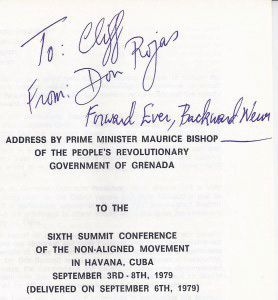 To: Cliff
From: Don Rojas
Forward Ever, Backward Never
ADDRESS BY PRIME MINISTER MAURICE BISHOP
OF THE PEOPLE'S REVOLUTIONARY
GOVERNMENT OF GRENADA
TO THE
SIXTH SUMMIT CONFERENCE
OF THE NON-ALIGNED MOVEMENT
IN HAVANA, CUBA
SEPTEMBER 3RD-8TH, 1979
(DELIVERED ON SEPTEMBER 6TH, 1979)